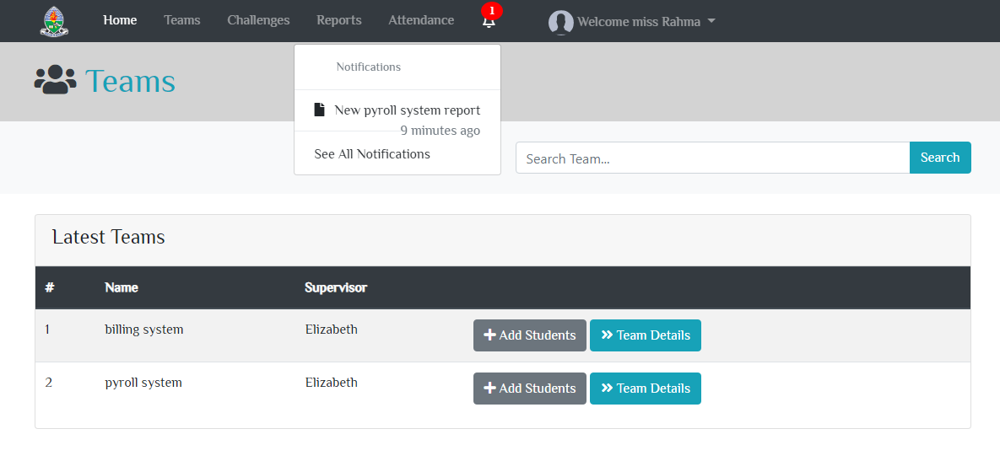 Home Teams Challenges Reports Attendance 1 Welcome miss Rahma
Teams
Notifications
New pyroll system report
9 minutes ago
See All Notifications
Search Team... Search
Latest Teams
# Name Supervisor
1 billing system Elizabeth Add Students Team Details
2 pyroll system Elizabeth Add Students Team Details